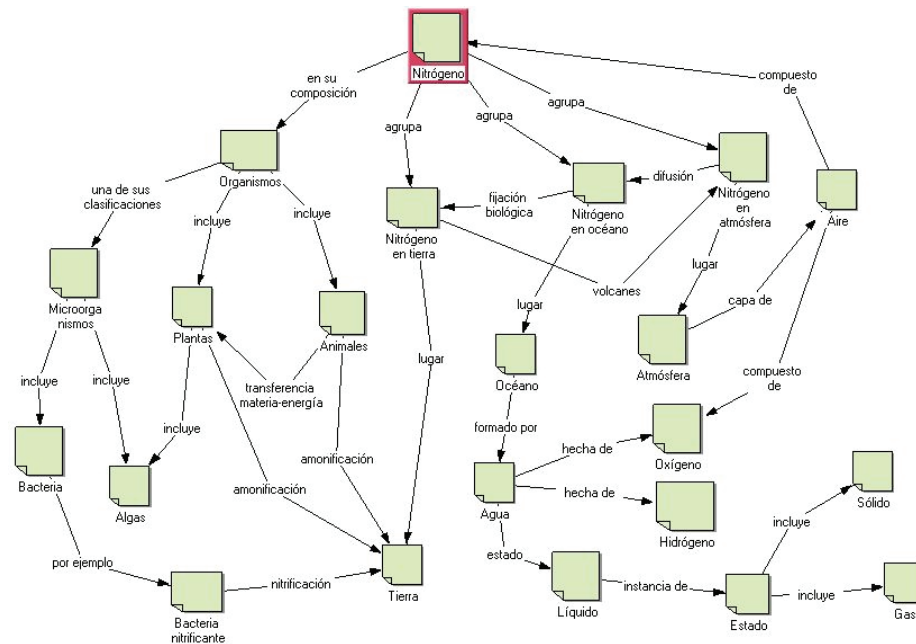 Nitrógeno
compuesto
de
en su
composición
agrupa
agrupa
agrupa
Organismos
una de sus
clasificaciones
incluye
incluye
Nitrógeno
en tierra
fijación
biológica
Nitrógeno
en océano
difusión
Nitrógeno
en
atmósfera
Aire
Microorga
nismos
Plantas
Animales
lugar
lugar
volcanes
lugar
capa de
Océano
Atmósfera
incluye
incluye
transferencia
materia-energía
compuesto
de
incluye
formado por
hecha de
Oxígeno
Bacteria
Algas
amonificación
amonificación
Agua
hecha de
Hidrógeno
Sólido
incluye
por ejemplo
nitrificación
Tierra
estado
Bacteria
nitrificante
Líquido
instancia de
Estado
incluye
Gas